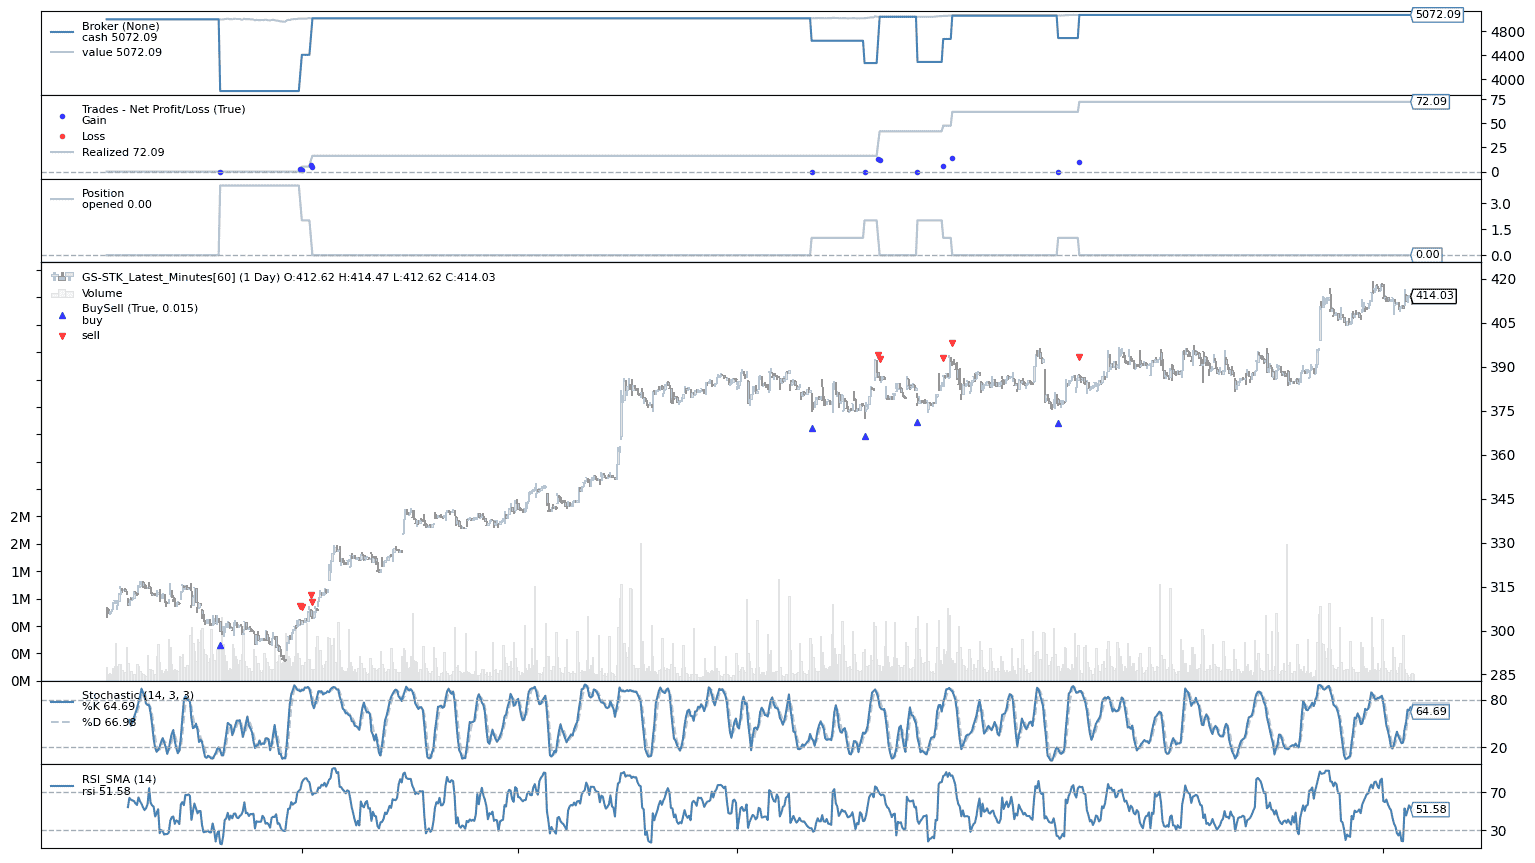 Broker (None)
cash 5072.09
value 5072.09
5072.09
4800
4400
4000
Trades - Net Profit/Loss (True)
Gain
Loss
Realized 72.09
72.09
75
50
25
0
Position
opened 0.00
3.0
1.5
0.0
0.00
GS-STK_Latest_Minutes[60] (1 Day) O:412.62 H:414.47 L:412.62 C:414.03
Volume
BuySell (True, 0.015)
buy
sell
414.03
420
405
390
375
360
345
330
315
300
285
2M
2M
1M
1M
0M
0M
0M
Stochastic (14, 3, 3)
%K 64.69
%D 66.98
80
64.69
20
RSI_SMA (14)
rsi 51.58
70
51.58
30